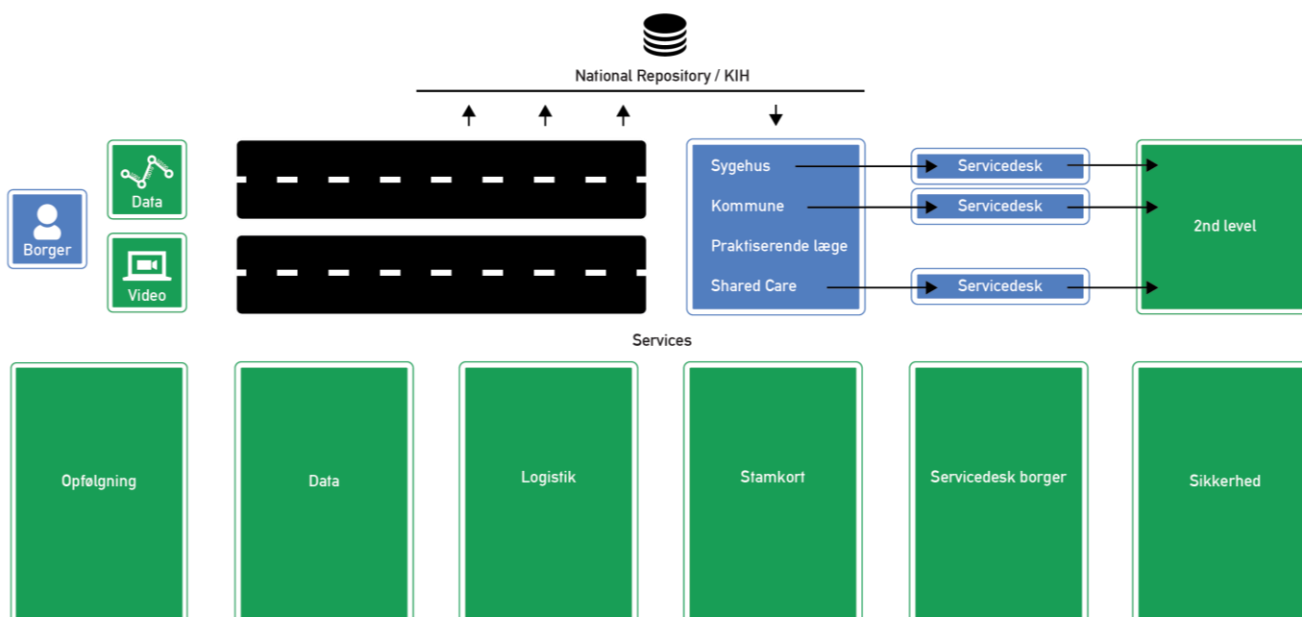 National Repository / KIH
Borger
Data
Video
Sygehus
Kommune
Praktiserende læge
Shared Care
Servicedesk
Servicedesk
Servicedesk
2nd level
Services
Opfølgning
Data
Logistik
Stamkort
Servicedesk borger
Sikkerhed